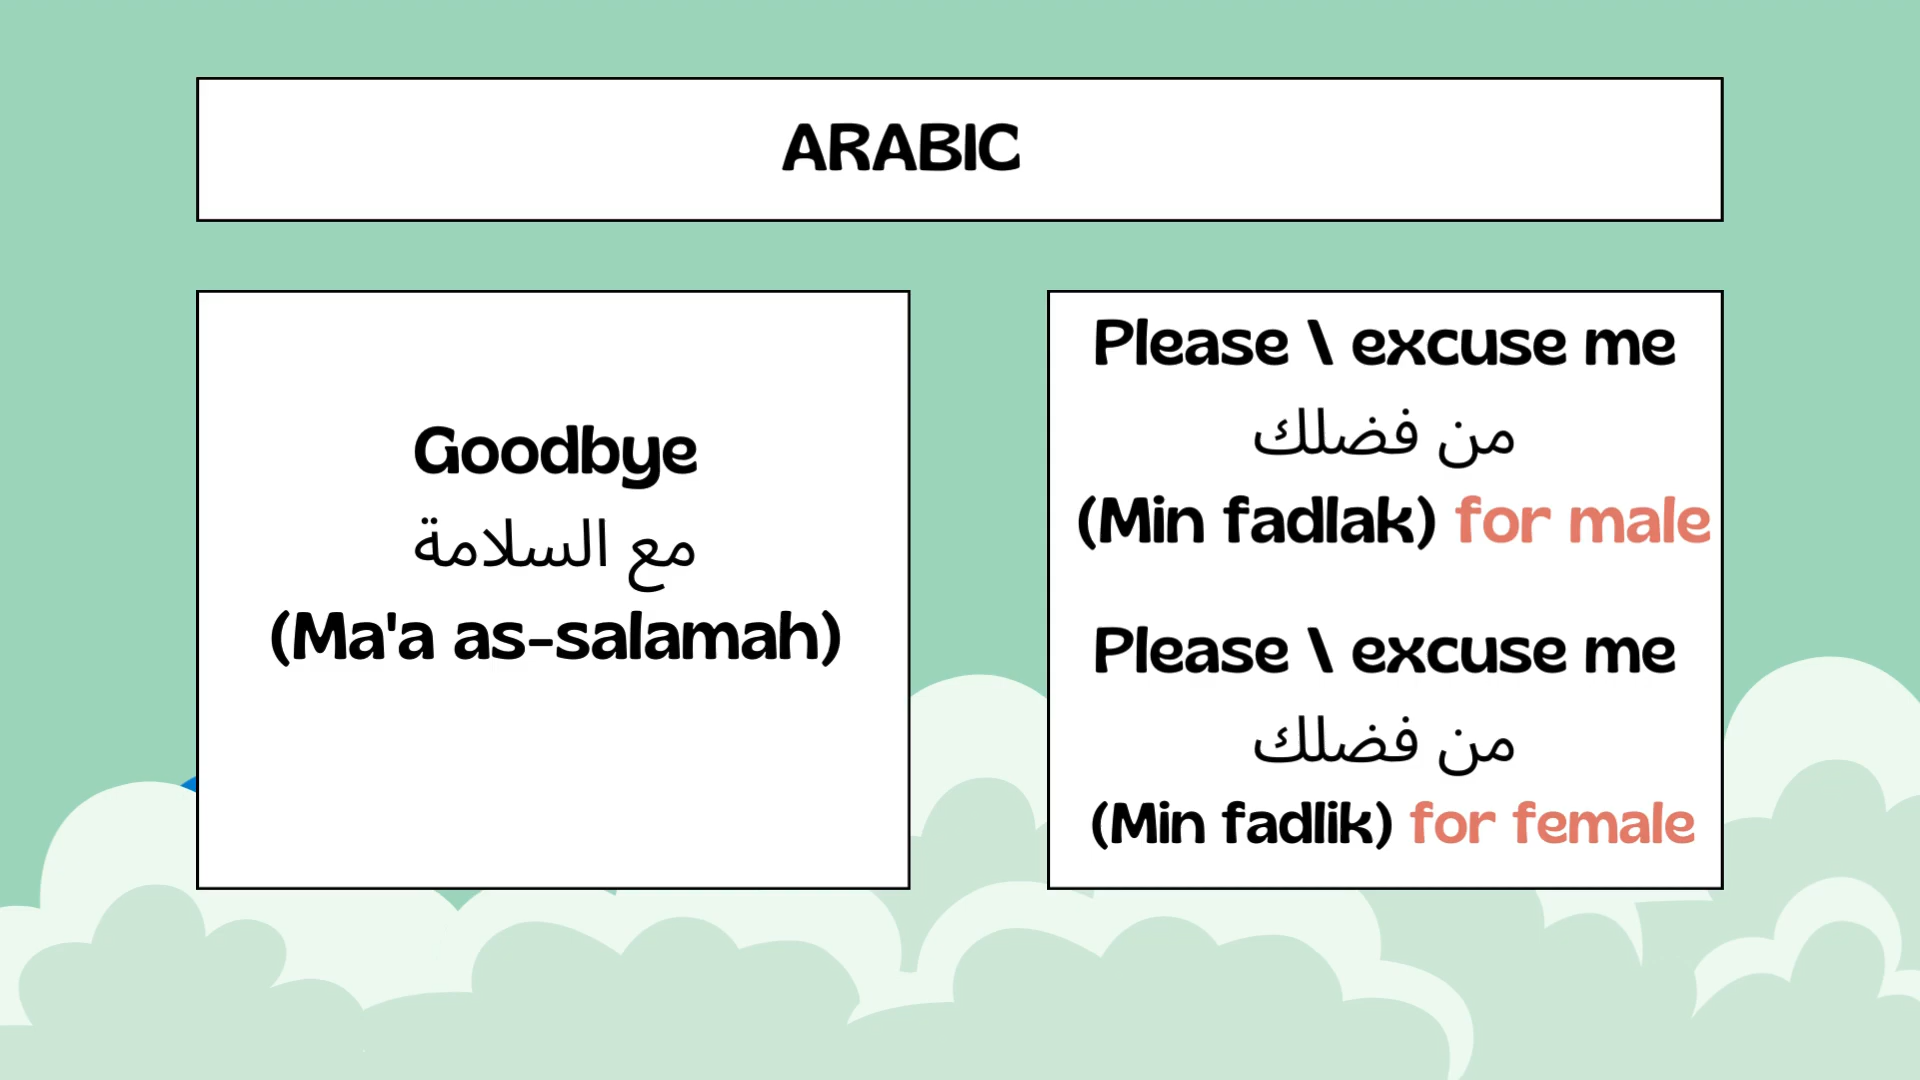 ARABIC
Goodbye
مع السلامة
(Ma'a as-salamah)
Please \ excuse me
من فضلك
(Min fadlak) for male
Please \ excuse me
من فضلك
(Min fadlik) for female